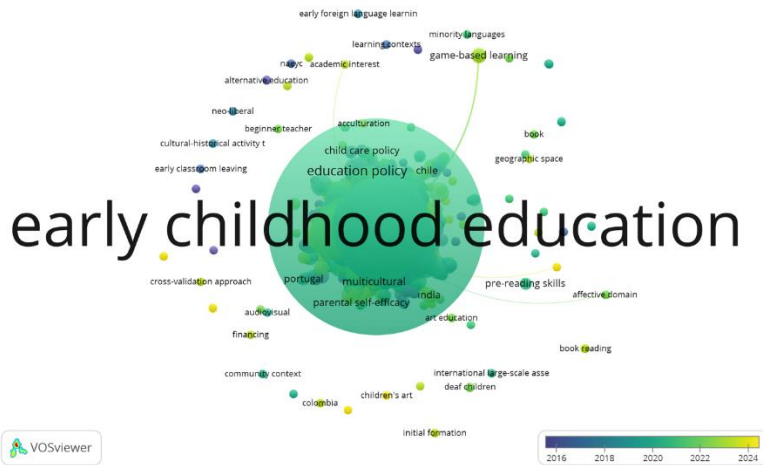 early foreign language learnin
minority languages
learning contexts
game-based learning
naeyc
academic interest
alternative education
neo-liberal
acculturation
beginner teacher
book
cultural-historical activity t
child care policy
geographic space
early classroom leaving
education policy
chile
early childhood education
cross-validation approach
portugal
multicultural
pre-reading skills
parental self-efficacy
india
affective domain
audiovisual
art education
financing
book reading
community context
international large-scale asse
deaf children
children's art
colombia
initial formation
VOSviewer
2016
2018
2020
2022
2024